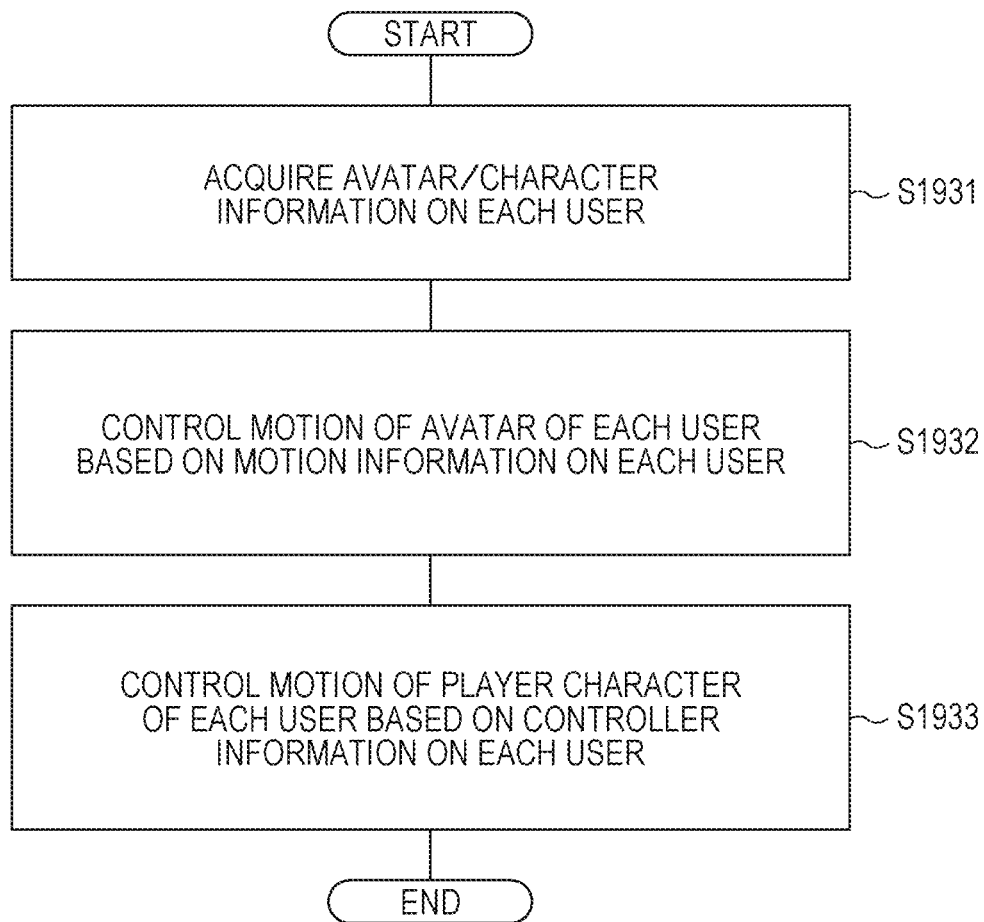 START
ACQUIRE AVATAR/CHARACTER
INFORMATION ON EACH USER
S1931
CONTROL MOTION OF AVATAR OF EACH USER
BASED ON MOTION INFORMATION ON EACH USER
S1932
CONTROL MOTION OF PLAYER CHARACTER
OF EACH USER BASED ON CONTROLLER
INFORMATION ON EACH USER
S1933
END